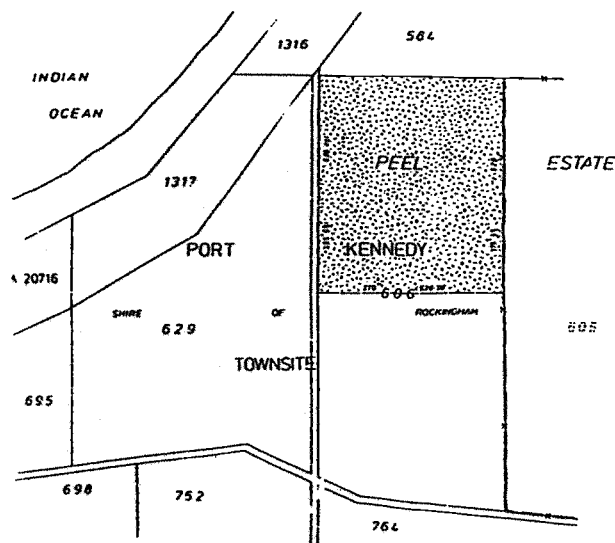 1316
584
INDIAN
OCEAN
PEEL
ESTATE
1317
PORT
KENNEDY
20716
606
SHIRE
OF
ROCKINGHAM
629
605
TOWNSITE
695
698
752
764